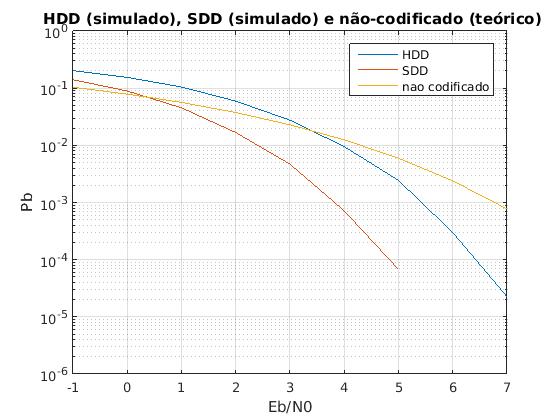 HDD (simulado), SDD (simulado) e não-codificado (teórico)
10^0
10^-1
10^-2
10^-3
10^-4
10^-5
10^-6
Pb
HDD
SDD
nao codificado
-1 0 1 2 3 4 5 6 7
Eb/N0